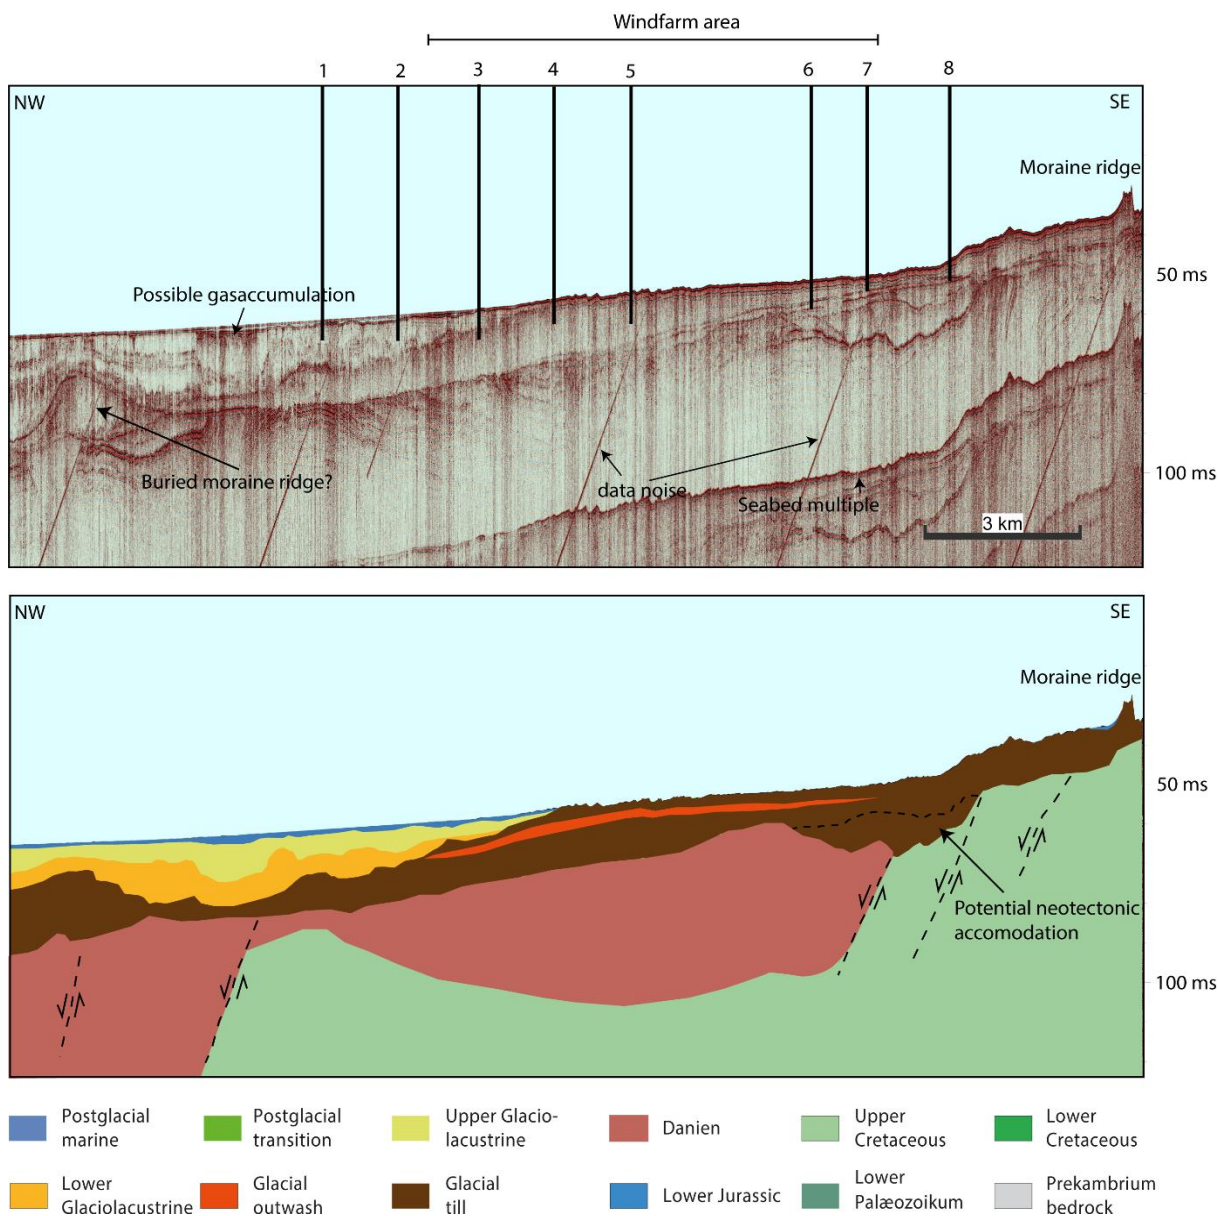 Windfarm area
1 2 3 4 5 6 7 8
NW SE
Moraine ridge
50 ms
Possible gasaccumulation
100 ms
Buried moraine ridge?
data noise
Seabed multiple
3 km
NW SE
Moraine ridge
50 ms
Potential neotectonic
accomodation
100 ms
Postglacial
marine
Postglacial
transition
Upper Glacio-
lacustrine
Danien
Upper
Cretaceous
Lower
Cretaceous
Lower
Glaciolacustrine
Glacial
outwash
Glacial
till
Lower Jurassic
Lower
Palæozoikum
Prekambrium
bedrock